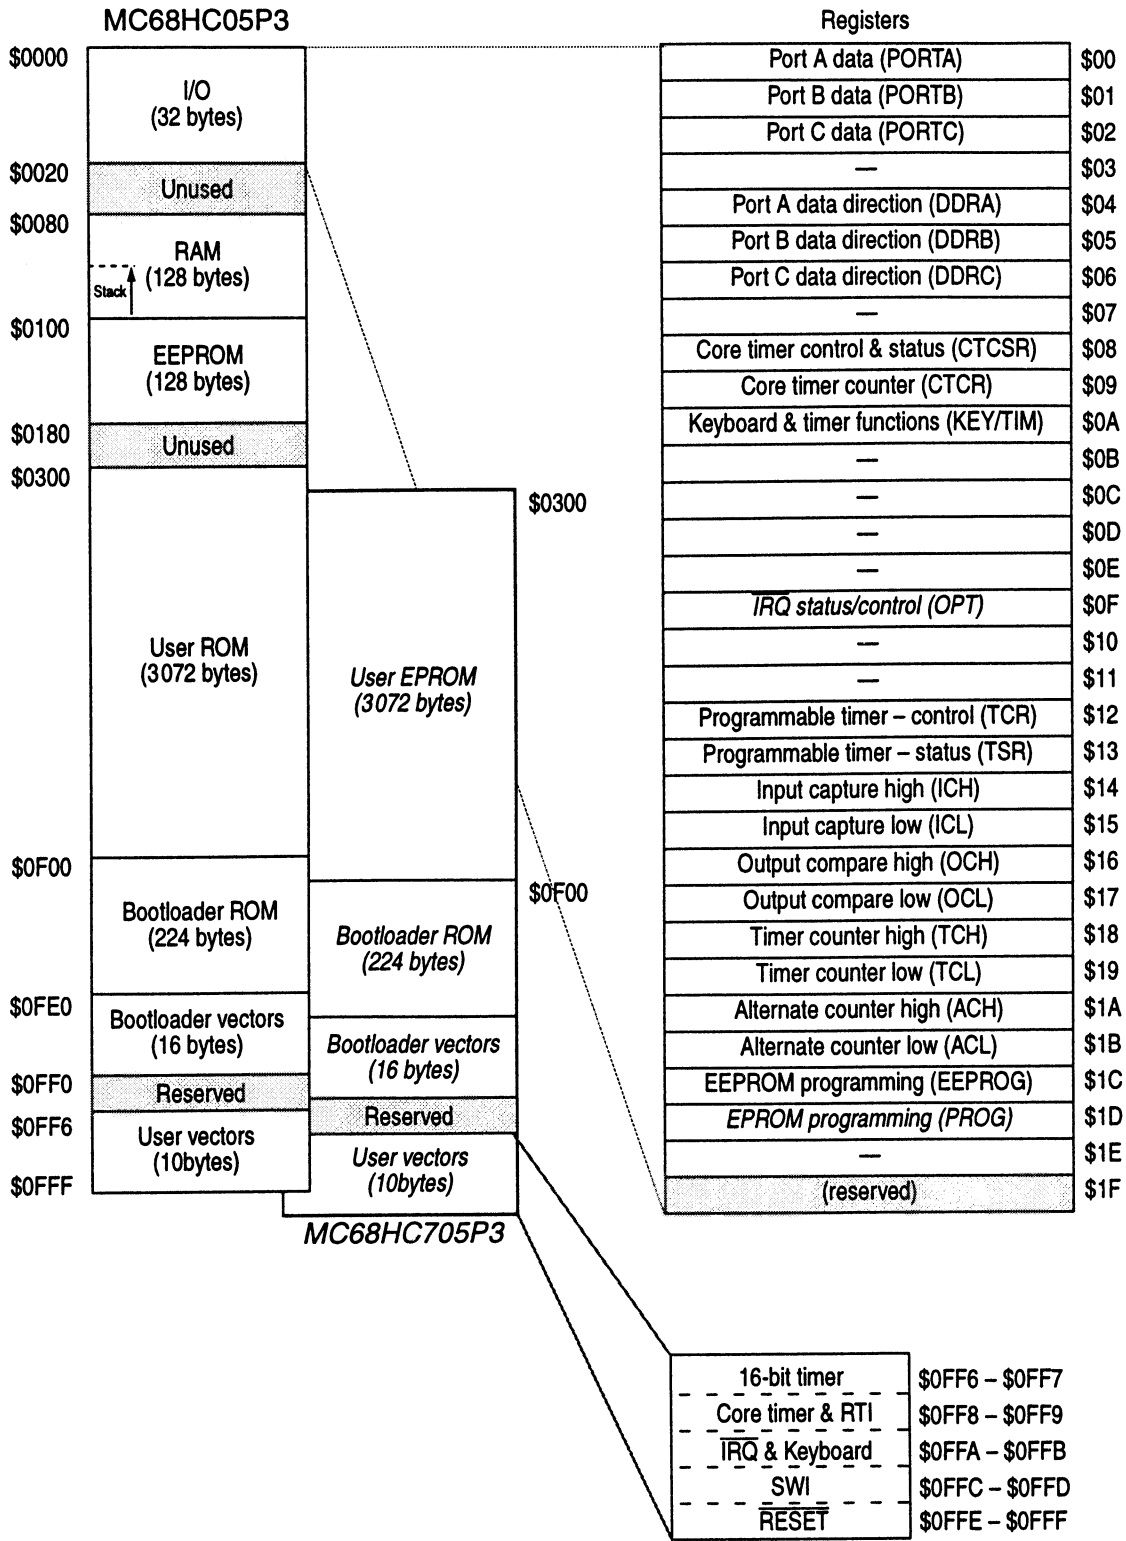 MC68HC05P3
$0000
I/O
(32 bytes)
$0020
Unused
$0080
RAM
(128 bytes)
Stack
$0100
EEPROM
(128 bytes)
$0180
Unused
$0300
User ROM
(3072 bytes)
$0F00
Bootloader ROM
(224 bytes)
$0FE0
Bootloader vectors
(16 bytes)
$0FF0
Reserved
$0FF6
User vectors
(10bytes)
$0FFF
$0300
User EPROM
(3072 bytes)
$0F00
Bootloader ROM
(224 bytes)
Bootloader vectors
(16 bytes)
Reserved
User vectors
(10bytes)
MC68HC705P3
Registers
Port A data (PORTA) $00
Port B data (PORTB) $01
Port C data (PORTC) $02
— $03
Port A data direction (DDRA) $04
Port B data direction (DDRB) $05
Port C data direction (DDRC) $06
— $07
Core timer control & status (CTCSR) $08
Core timer counter (CTCR) $09
Keyboard & timer functions (KEY/TIM) $0A
— $0B
— $0C
— $0D
— $0E
IRQ status/control (OPT) $0F
— $10
— $11
Programmable timer – control (TCR) $12
Programmable timer – status (TSR) $13
Input capture high (ICH) $14
Input capture low (ICL) $15
Output compare high (OCH) $16
Output compare low (OCL) $17
Timer counter high (TCH) $18
Timer counter low (TCL) $19
Alternate counter high (ACH) $1A
Alternate counter low (ACL) $1B
EEPROM programming (EEPROG) $1C
EPROM programming (PROG) $1D
— $1E
(reserved) $1F
16-bit timer $0FF6 – $0FF7
Core timer & RTI $0FF8 – $0FF9
IRQ & Keyboard $0FFA – $0FFB
SWI $0FFC – $0FFD
RESET $0FFE – $0FFF